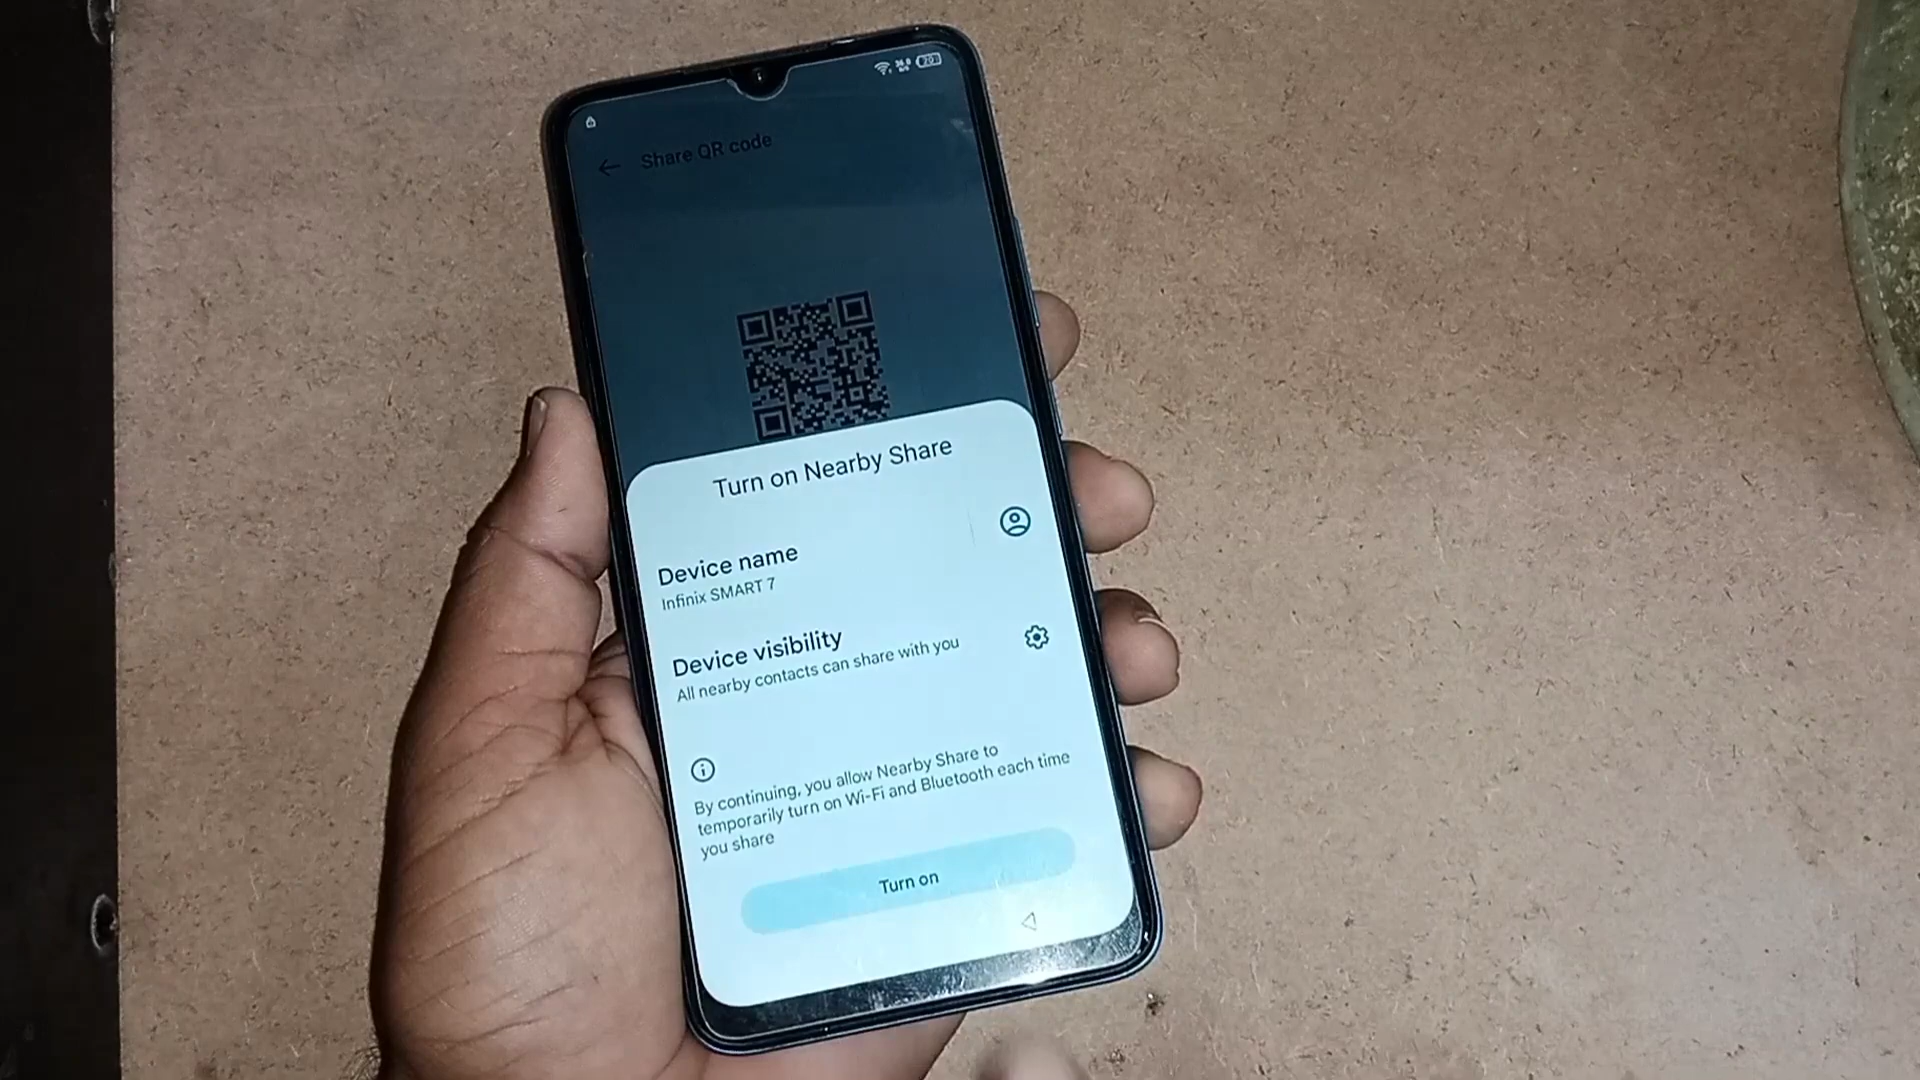 20
Share QR code
Turn on Nearby Share
Device name
Infinix SMART 7
Device visibility
All nearby contacts can share with you
By continuing, you allow Nearby Share to
temporarily turn on Wi-Fi and Bluetooth each time
you share
Turn on